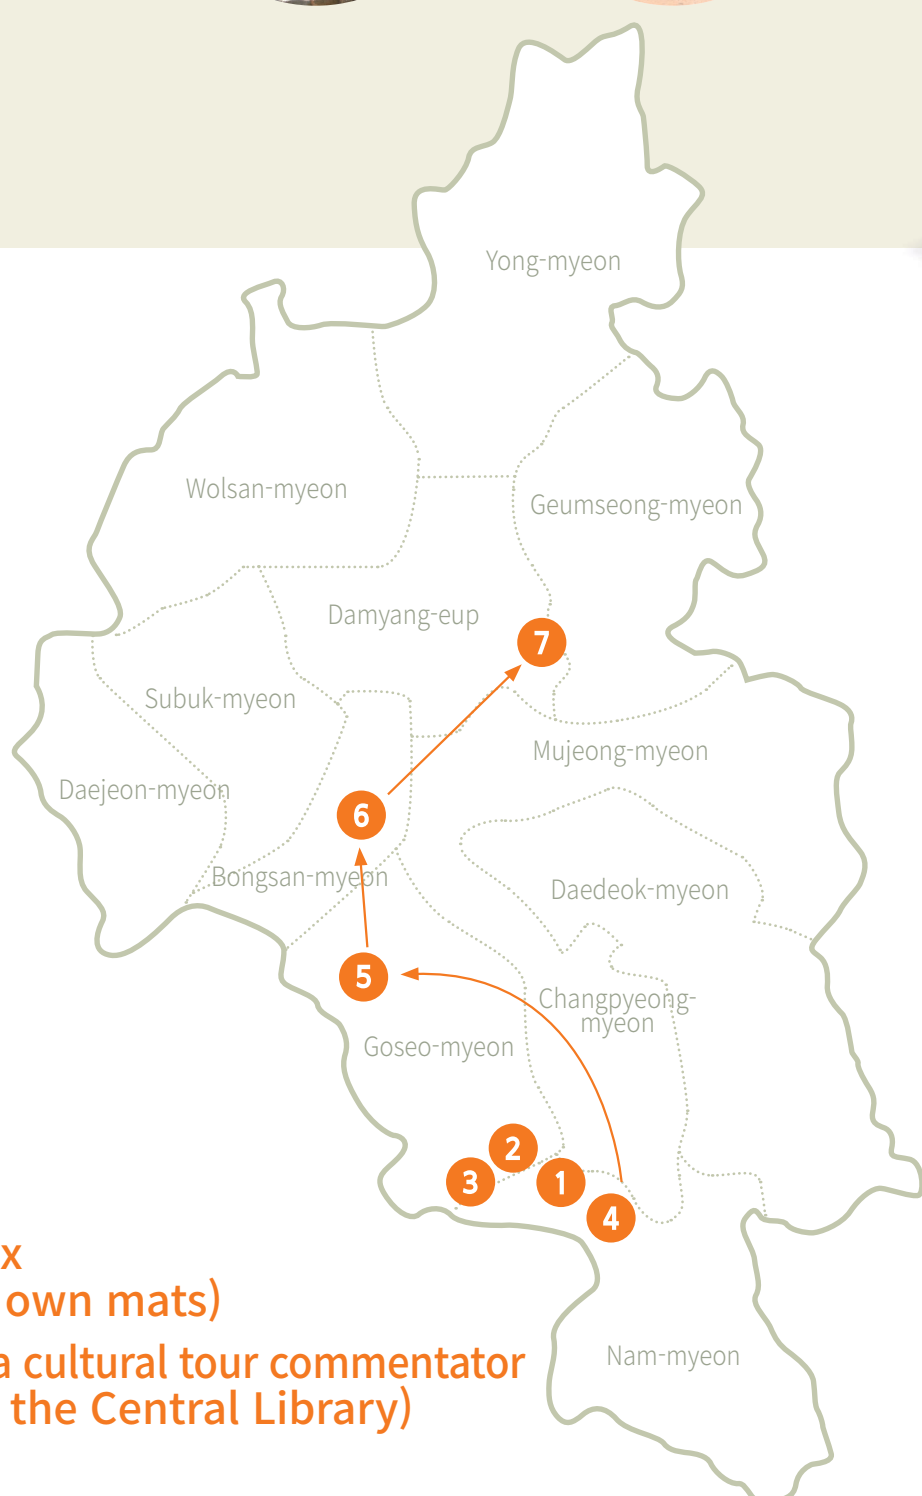 Yong-myeon
Wolsan-myeon
Geumseong-myeon
Damyang-eup
7
Subuk-myeon
Mujeong-myeon
Daejeon-myeon
6
Bongsan-myeon
Daedeok-myeon
5
Changpyeong-
myeon
Goseo-myeon
2
3
1
4
x
own mats)
a cultural tour commentator
the Central Library)
Nam-myeon